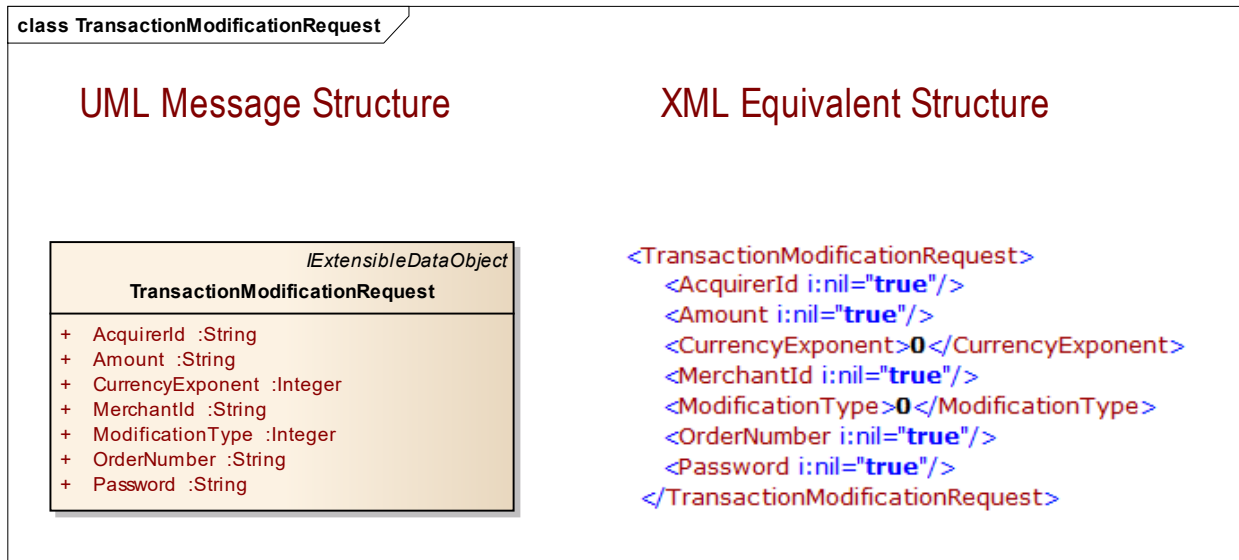 class TransactionModificationRequest
UML Message Structure
XML Equivalent Structure
IExtensibleDataObject
TransactionModificationRequest
+ AcquirerId :String
+ Amount :String
+ CurrencyExponent :Integer
+ MerchantId :String
+ ModificationType :Integer
+ OrderNumber :String
+ Password :String
<TransactionModificationRequest>
<AcquirerId i:nil="true"/>
<Amount i:nil="true"/>
<CurrencyExponent>0</CurrencyExponent>
<MerchantId i:nil="true"/>
<ModificationType>0</ModificationType>
<OrderNumber i:nil="true"/>
<Password i:nil="true"/>
</TransactionModificationRequest>